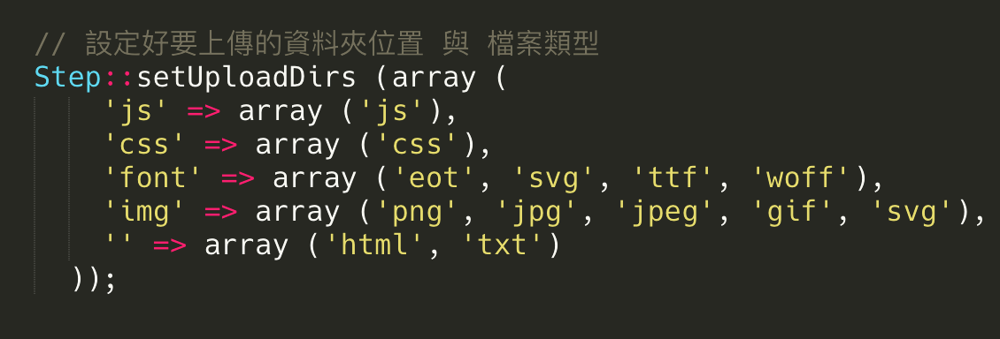 // 設定好要上傳的資料夾位置 與 檔案類型
Step::setUploadDirs (array (
    'js' => array ('js'),
    'css' => array ('css'),
    'font' => array ('eot', 'svg', 'ttf', 'woff'),
    'img' => array ('png', 'jpg', 'jpeg', 'gif', 'svg'),
    '' => array ('html', 'txt')
  ));